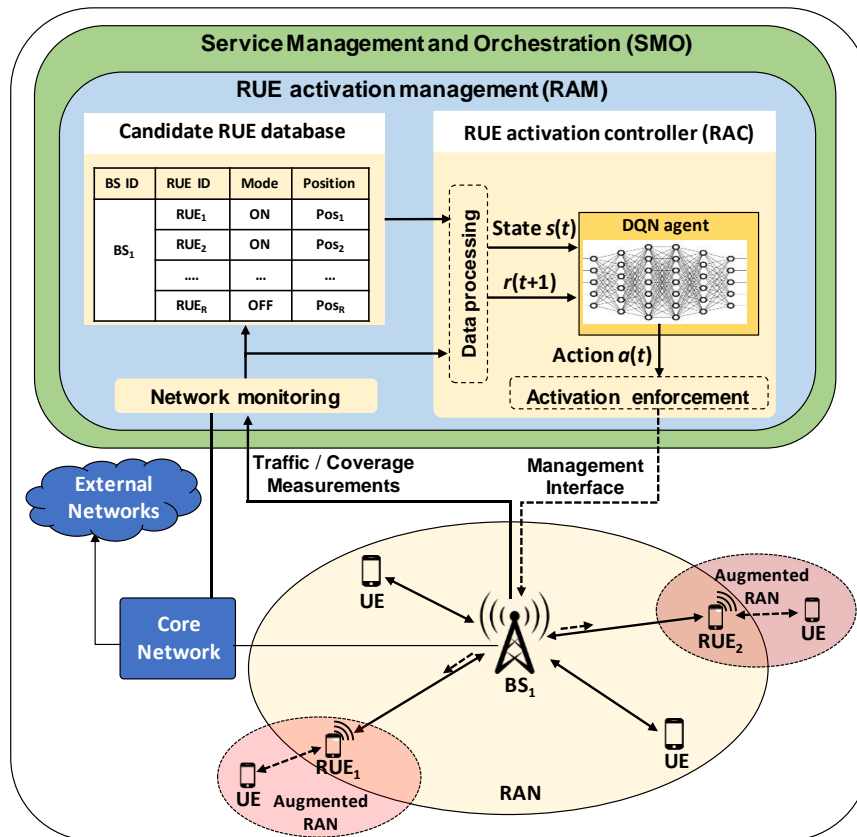 Service Management and Orchestration (SMO)
RUE activation management (RAM)
Candidate RUE database
BS ID RUE ID Mode Position
BS1
RUE1 ON Pos1
RUE2 ON Pos2
.... ... ...
RUER OFF PosR
RUE activation controller (RAC)
Data processing
State s(t)
r(t+1)
DQN agent
Action a(t)
Activation enforcement
Network monitoring
Traffic / Coverage
Measurements
Management
Interface
External
Networks
Core
Network
UE
BS1
Augmented
RAN
RUE2
UE
UE
RUE1
UE
Augmented
RAN
RAN